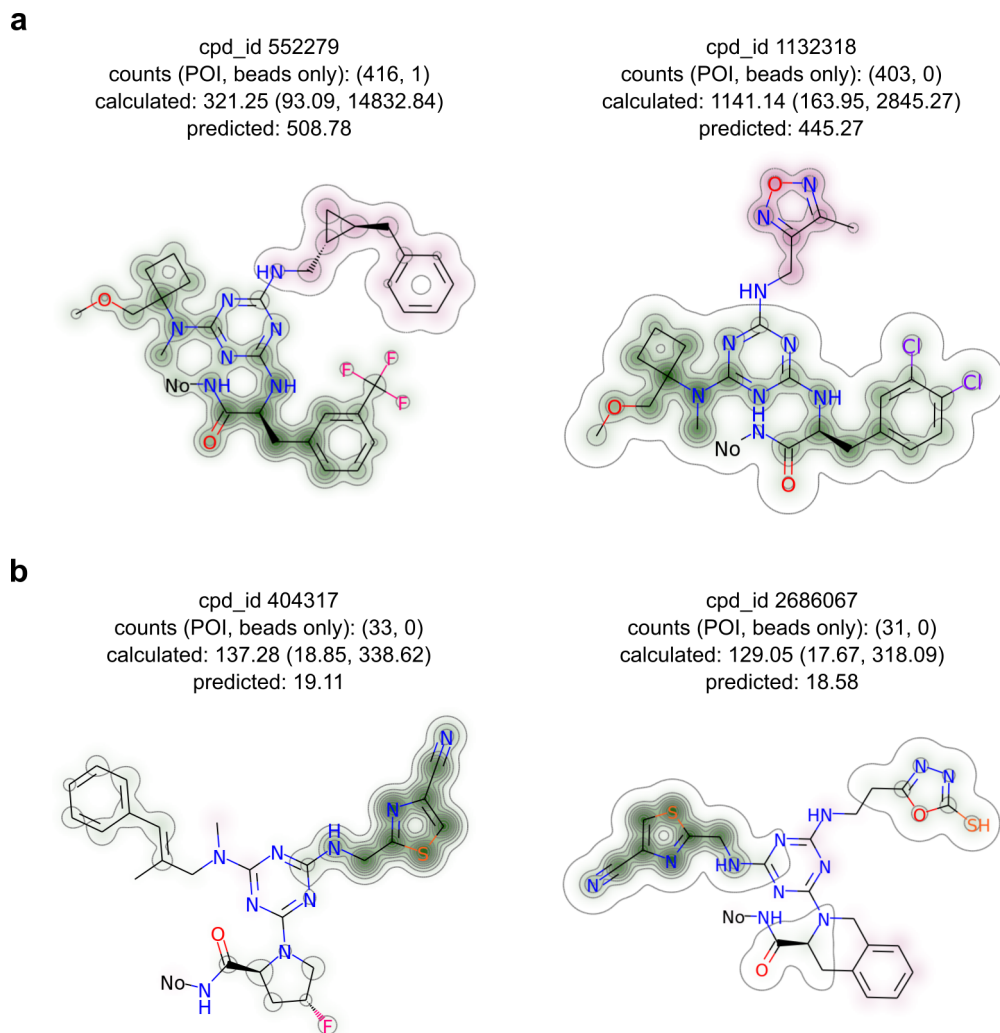 a
cpd_id 552279
counts (POI, beads only): (416, 1)
calculated: 321.25 (93.09, 14832.84)
predicted: 508.78
cpd_id 1132318
counts (POI, beads only): (403, 0)
calculated: 1141.14 (163.95, 2845.27)
predicted: 445.27
HN
O
N
N
N
N
N
NH
No
NH
O
F
F
F
O
N
N
HN
N
N
N
N
NH
H
N
No
O
O
Cl
Cl
b
cpd_id 404317
counts (POI, beads only): (33, 0)
calculated: 137.28 (18.85, 338.62)
predicted: 19.11
cpd_id 2686067
counts (POI, beads only): (31, 0)
calculated: 129.05 (17.67, 318.09)
predicted: 18.58
N
N
S
H
N
N
N
N
N
N
O
No
N
H
F
N
N
O
SH
NH
S
N
N
HN
N
N
N
N
No
NH
O